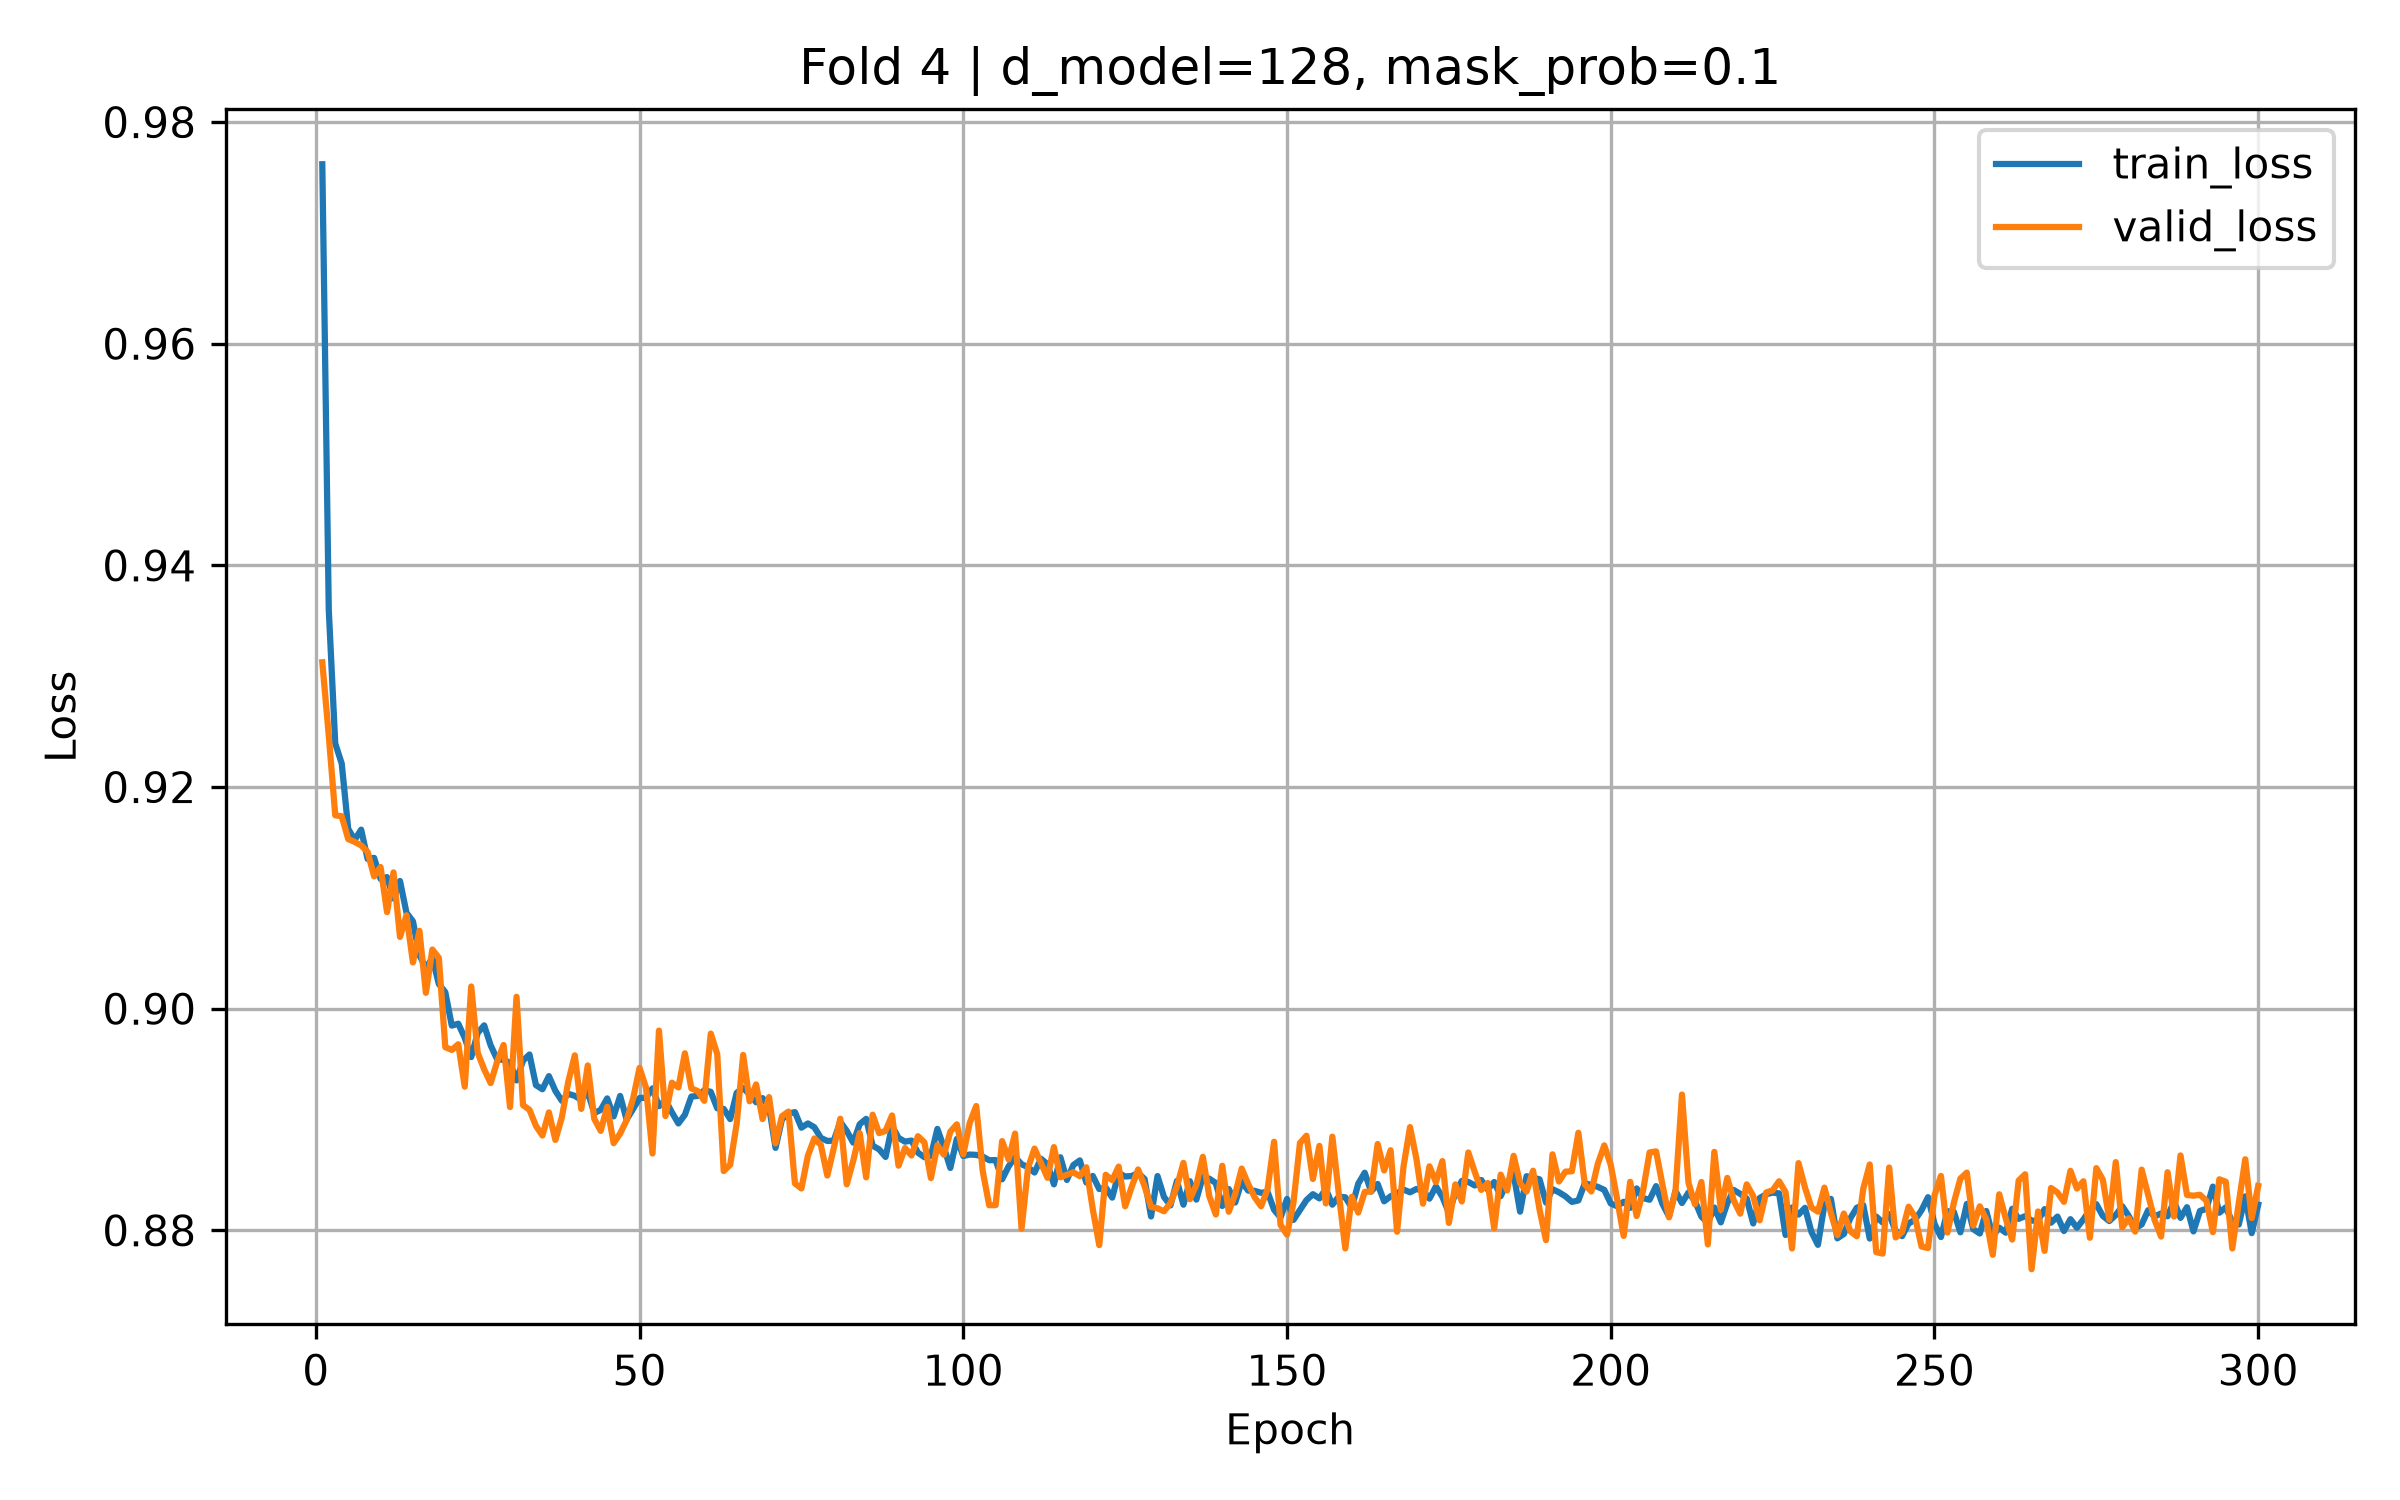 Fold 4 | d_model=128, mask_prob=0.1
0.98
0.96
0.94
0.92
0.90
0.88
Loss
train_loss
valid_loss
0 50 100 150 200 250 300
Epoch